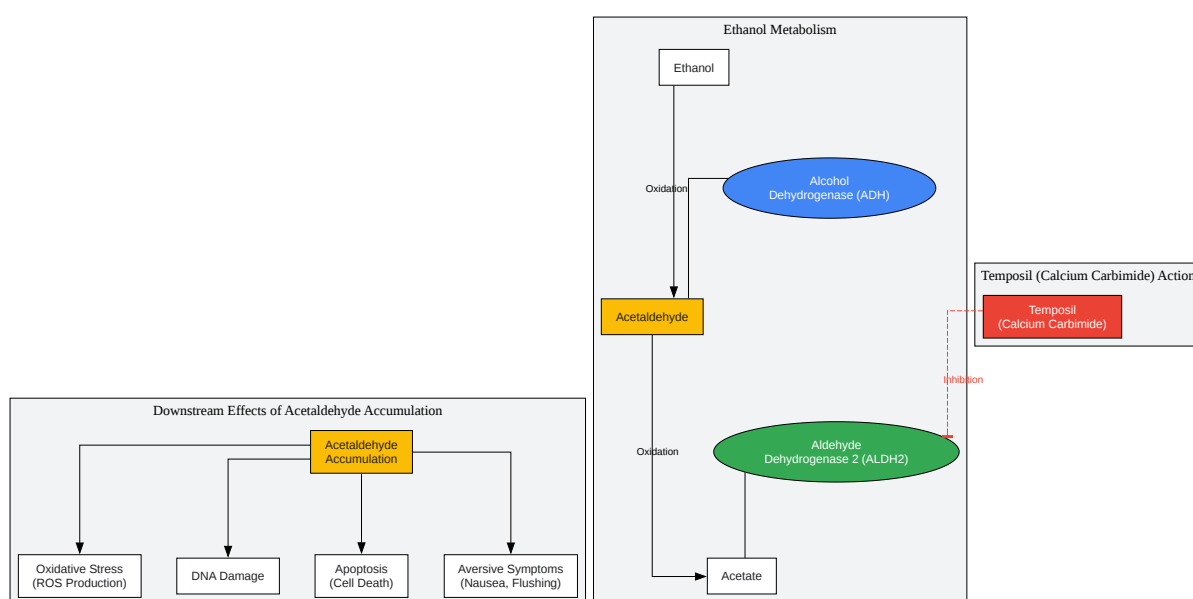 Ethanol Metabolism
Ethanol
Oxidation
Alcohol
Dehydrogenase (ADH)
Acetaldehyde
Temposil (Calcium Carbimide) Action
Temposil
(Calcium Carbimide)
Inhibition
Aldehyde
Dehydrogenase 2 (ALDH2)
Oxidation
Acetate
Downstream Effects of Acetaldehyde Accumulation
Acetaldehyde
Accumulation
Oxidative Stress
(ROS Production)
DNA Damage
Apoptosis
(Cell Death)
Aversive Symptoms
(Nausea, Flushing)